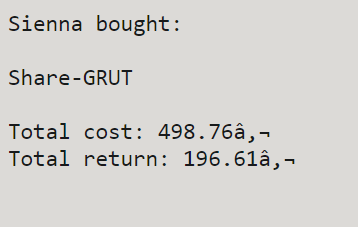 Sienna bought:
Share-GRUT
Total cost: 498.76â‚¬
Total return: 196.61â‚¬